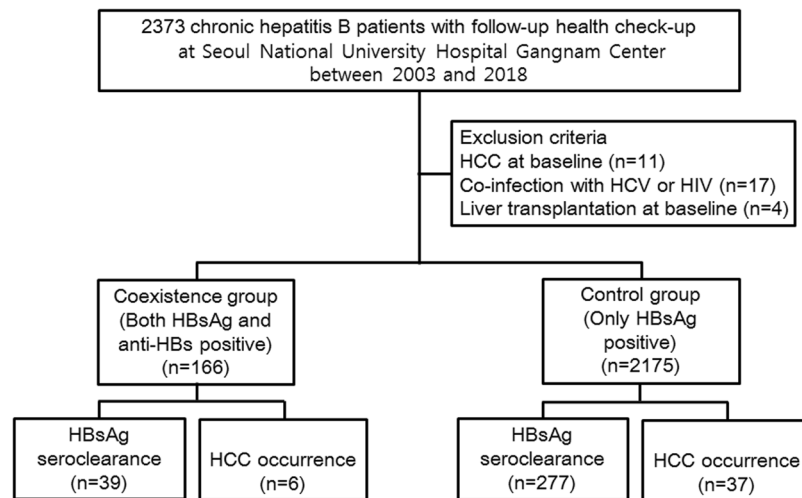 2373 chronic hepatitis B patients with follow-up health check-up
at Seoul National University Hospital Gangnam Center
between 2003 and 2018
Exclusion criteria
HCC at baseline (n=11)
Co-infection with HCV or HIV (n=17)
Liver transplantation at baseline (n=4)
Coexistence group
(Both HBsAg and
anti-HBs positive)
(n=166)
Control group
(Only HBsAg
positive)
(n=2175)
HBsAg
seroclearance
(n=39)
HCC occurrence
(n=6)
HBsAg
seroclearance
(n=277)
HCC occurrence
(n=37)